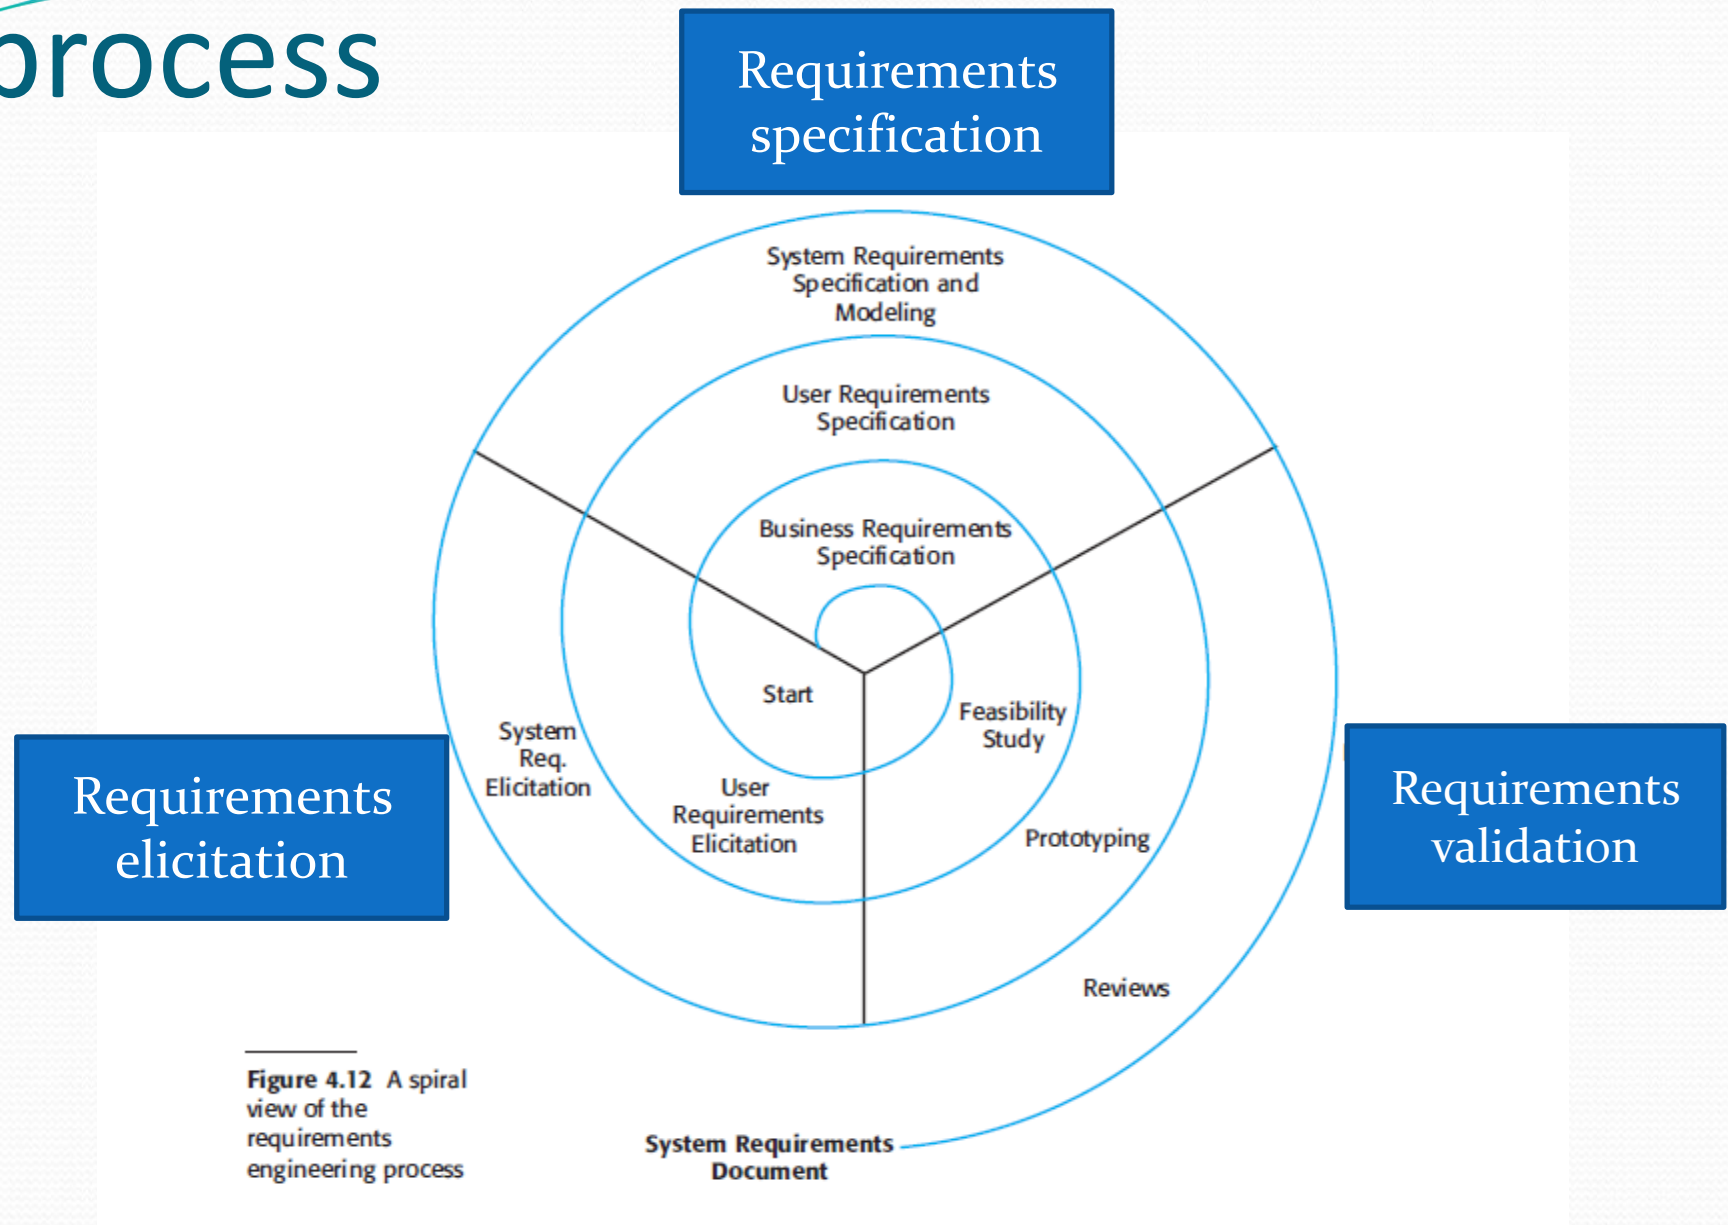 process
Requirements
specification
System Requirements
Specification and
Modeling
User Requirements
Specification
Business Requirements
Specification
Start
Feasibility
Study
System
Req.
Elicitation
User
Requirements
Elicitation
Prototyping
Requirements
elicitation
Requirements
validation
Reviews
Figure 4.12 A spiral
view of the
requirements
engineering process
System Requirements
Document